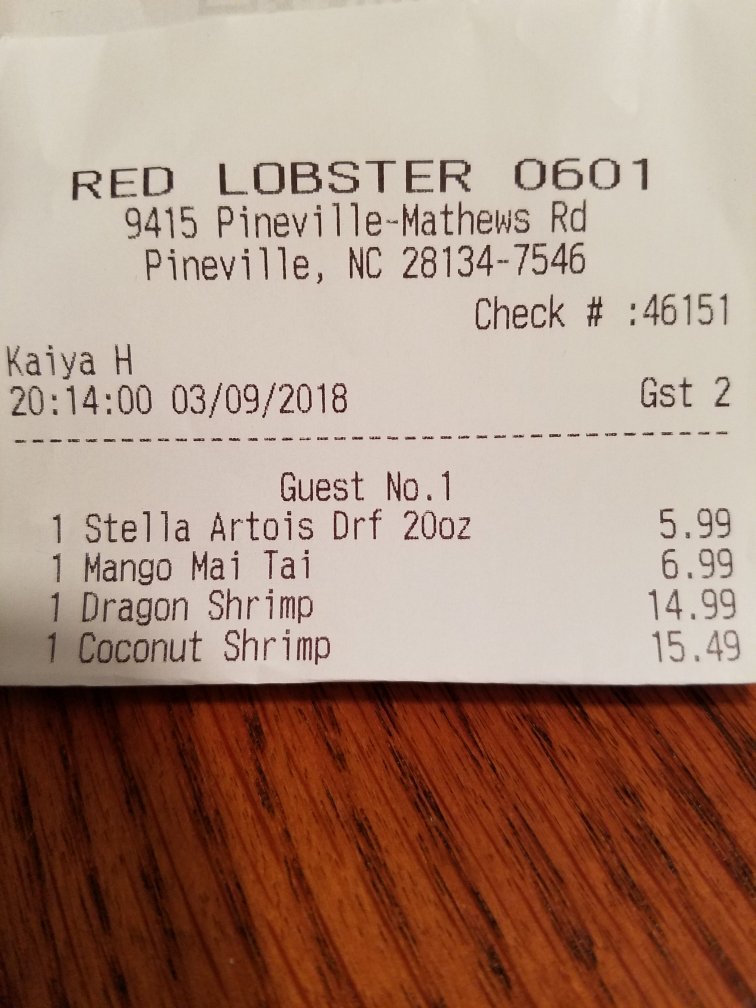 RED LOBSTER 0601
9415 Pineville-Mathews Rd
Pineville, NC 28134-7546
Check # :46151
Kaiya H
20:14:00 03/09/2018 Gst 2
Guest No.1
1 Stella Artois Drf 20oz 5.99
1 Mango Mai Tai 6.99
1 Dragon Shrimp 14.99
1 Coconut Shrimp 15.49